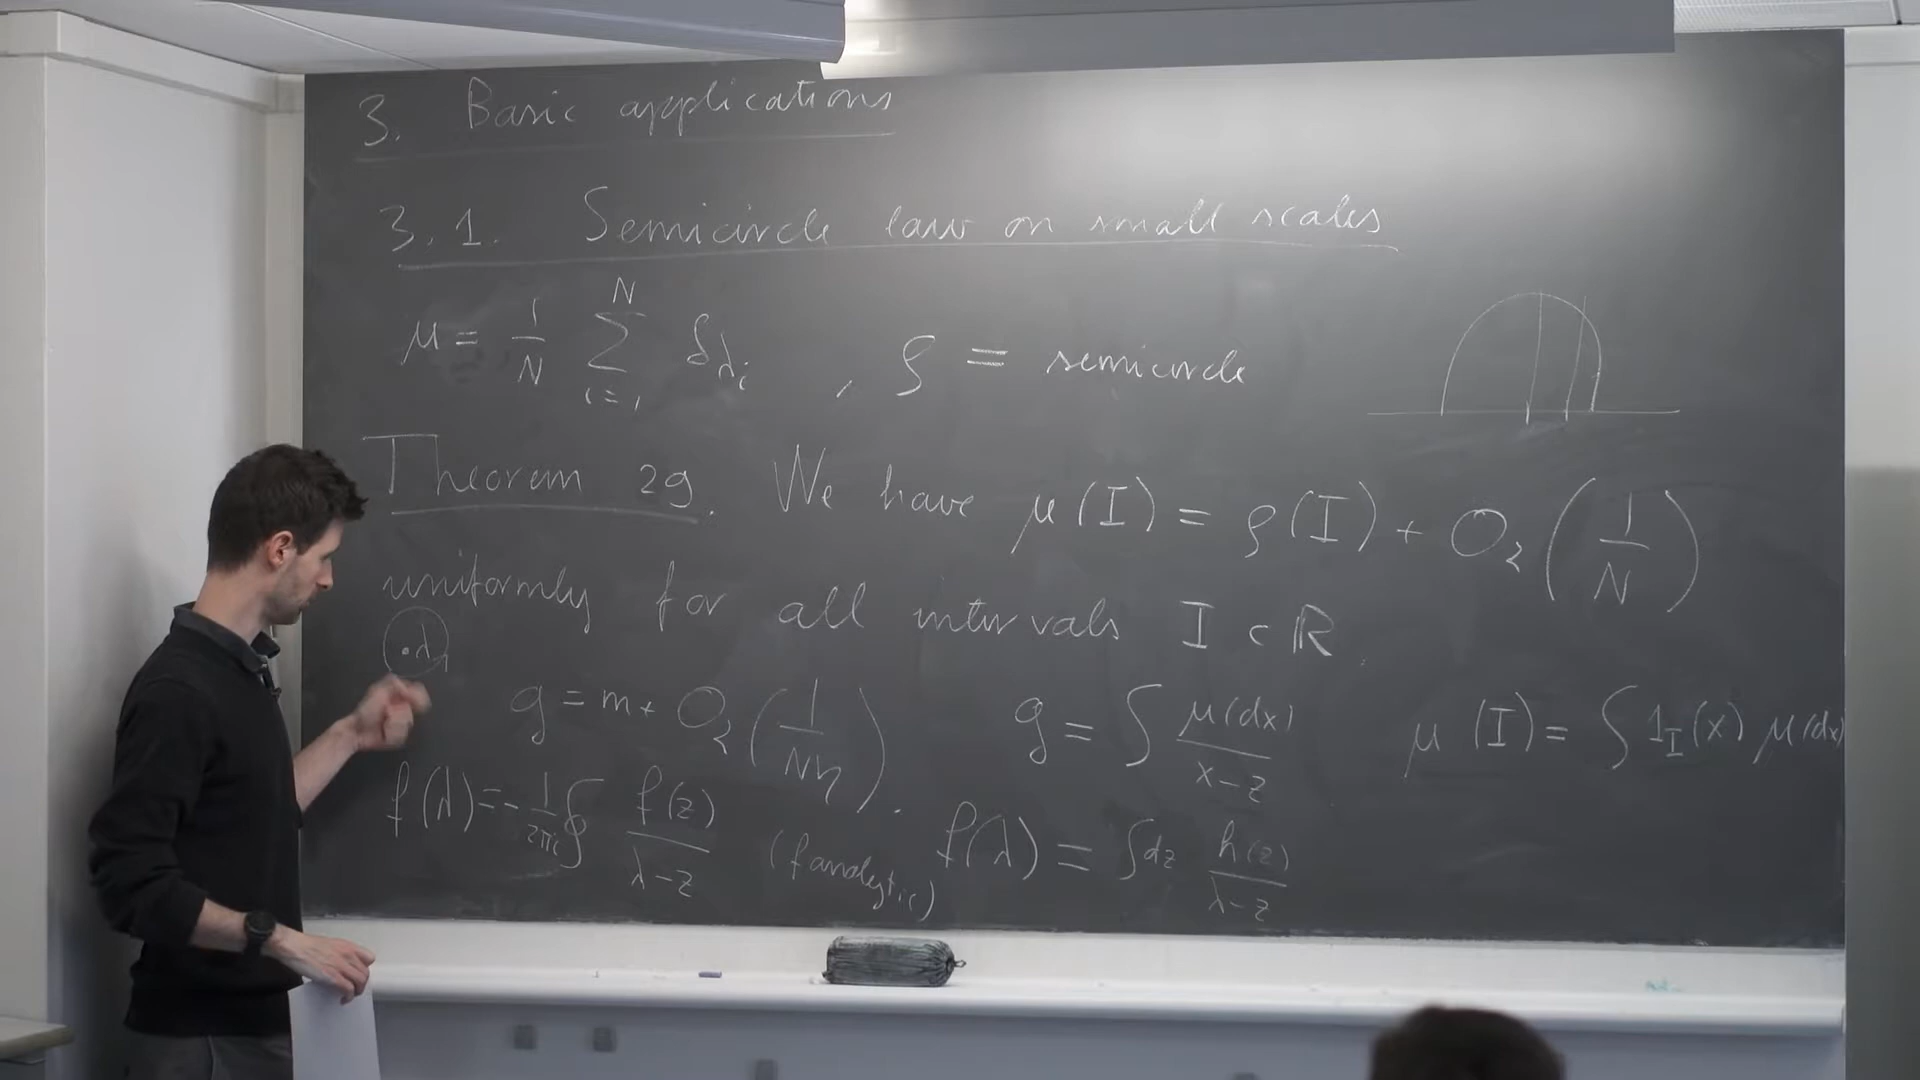 3. Basic applications
3.1. Semicircle law on small scales
μ = 1/N ∑_{i=1}^{N} δ_{λ_i} , ϱ = semicircle
Theorem 29. We have μ(I) = ϱ(I) + O_≺(1/N)
uniformly for all intervals I ⊂ ℝ.
·λ
g = m + O_≺(1/(Nη)). g = ∫ μ(dx)/(x-z) μ(I) = ∫ 1_I(x) μ(dx)
f(λ) = -1/(2πi) ∮ f(z)/(λ-z) (f analytic) f(λ) = ∫dz h(z)/(λ-z)